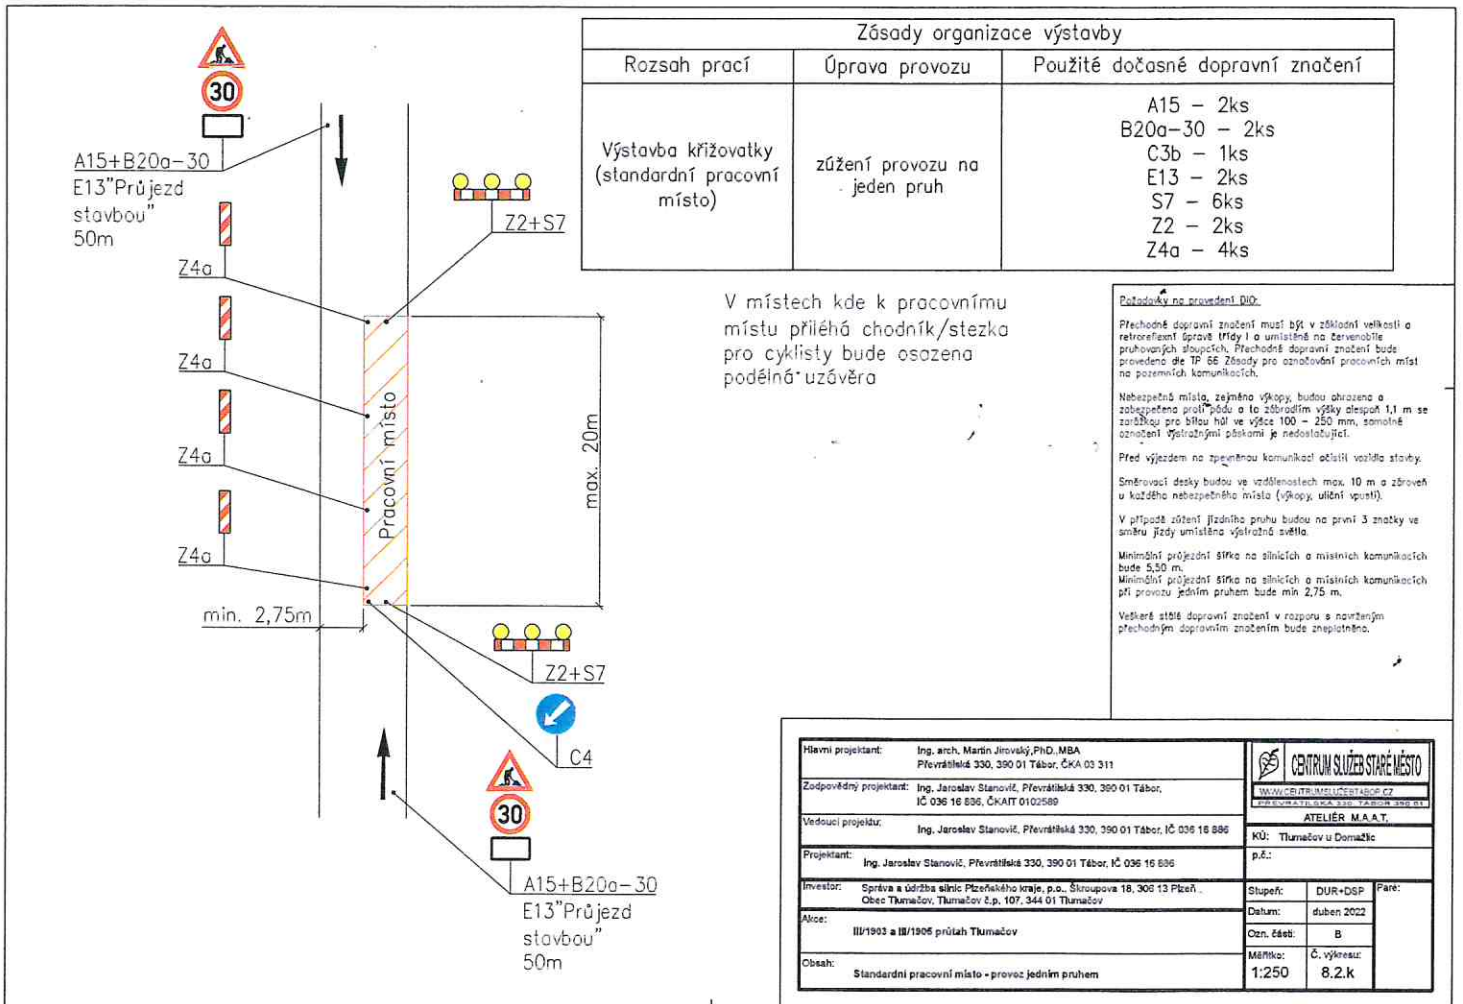 Zásady organizace výstavby
Rozsah prací
Úprava provozu
Použité dočasné dopravní značení
Výstavba křižovatky
(standardní pracovní
místo)
zúžení provozu na
jeden pruh
A15 – 2ks
B20a–30 – 2ks
C3b – 1ks
E13 – 2ks
S7 – 6ks
Z2 – 2ks
Z4a – 4ks
30
A15+B20a–30
E13"Průjezd
stavbou"
50m
Z2+S7
Z4a
Z4a
Z4a
Z4a
Pracovní místo
max. 20m
min. 2,75m
Z2+S7
C4
30
A15+B20a–30
E13"Průjezd
stavbou"
50m
V místech kde k pracovnímu
místu přiléhá chodník/stezka
pro cyklisty bude osazena
podélná uzávěra
Požadavky na provedení DIO:
Přechodné dopravní značení musí být v základní velikosti a
retroreflexní úpravě třídy I a umístěné na červenobíle
pruhovaných sloupcích. Přechodné dopravní značení bude
provedeno dle TP 66 Zásady pro označování pracovních míst
na pozemních komunikacích.
Nebezpečná místa, zejména výkopy, budou ohrazena a
zabezpečena proti pádu a to zábradlím výšky alespoň 1,1 m se
zarážkou pro bílou hůl ve výšce 100 – 250 mm, samotné
označení výstražnými páskami je nedostačující.
Před výjezdem na zpevněnou komunikaci očistit vozidla stavby.
Směrovací desky budou ve vzdálenostech max. 10 m a zároveň
u každého nebezpečného místa (výkopy, uliční vpusti).
V případě zúžení jízdního pruhu budou na první 3 značky ve
směru jízdy umístěna výstražná světla.
Minimální průjezdní šířka na silnicích a místních komunikacích
bude 5,50 m.
Minimální průjezdní šířka na silnicích a místních komunikacích
při provozu jedním pruhem bude min 2,75 m.
Veškeré stálé dopravní značení v rozporu s navrženým
přechodným dopravním značením bude zneplatněno.
Hlavní projektant: Ing. arch. Martin Jirovský,PhD.,MBA
Převrátilská 330, 390 01 Tábor, ČKA 03 311
Zodpovědný projektant: Ing. Jaroslav Stanovič, Převrátilská 330, 390 01 Tábor,
IČ 036 16 886, ČKAIT 0102589
Vedoucí projektu: Ing. Jaroslav Stanovič, Převrátilská 330, 390 01 Tábor, IČ 036 16 886
Projektant: Ing. Jaroslav Stanovič, Převrátilská 330, 390 01 Tábor, IČ 036 16 886
Investor: Správa a údržba silnic Plzeňského kraje, p.o., Škroupova 18, 306 13 Plzeň,
Obec Tlumačov, Tlumačov č.p. 107, 344 01 Tlumačov
Akce:
III/1903 a III/1905 průtah Tlumačov
Obsah:
Standardní pracovní místo - provoz jedním pruhem
CENTRUM SLUŽEB STARÉ MĚSTO
WWW.CENTRUMSLUZEBTABOR.CZ
PŘEVRÁTILSKÁ 330, TÁBOR 390 01
ATELIÉR M.A.A.T.
KÚ: Tlumačov u Domažlic
p.č.:
Stupeň: DUR+DSP
Paré:
Datum: duben 2022
Ozn. části: B
Měřítko:
1:250
Č. výkresu:
8.2.k